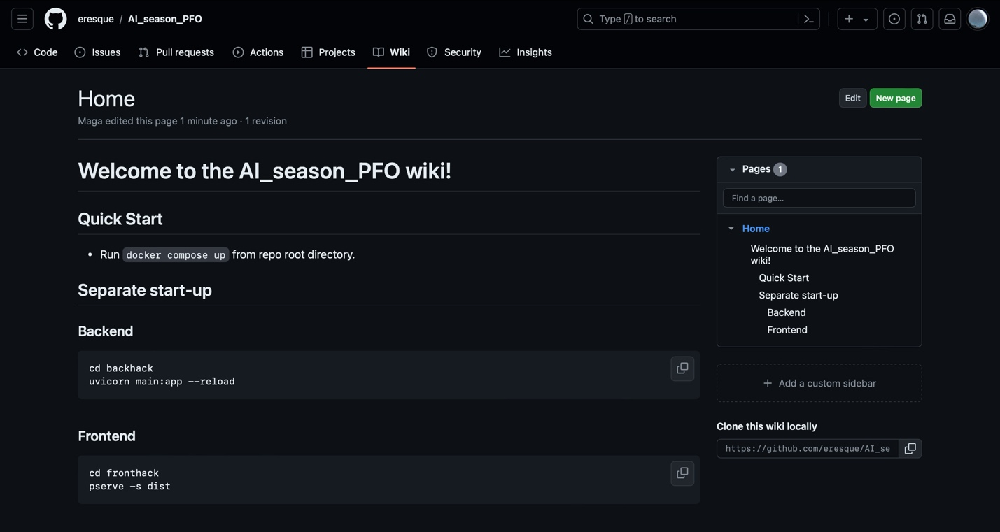 eresque / AI_season_PFO
Type / to search
Code Issues Pull requests Actions Projects Wiki Security Insights
Home
Edit New page
Maga edited this page 1 minute ago · 1 revision
Welcome to the AI_season_PFO wiki!
Quick Start
• Run docker compose up from repo root directory.
Separate start-up
Backend
cd backhack
uvicorn main:app --reload
Frontend
cd fronthack
pserve -s dist
Pages 1
Find a page...
Home
Welcome to the AI_season_PFO
wiki!
Quick Start
Separate start-up
Backend
Frontend
+ Add a custom sidebar
Clone this wiki locally
https://github.com/eresque/AI_se